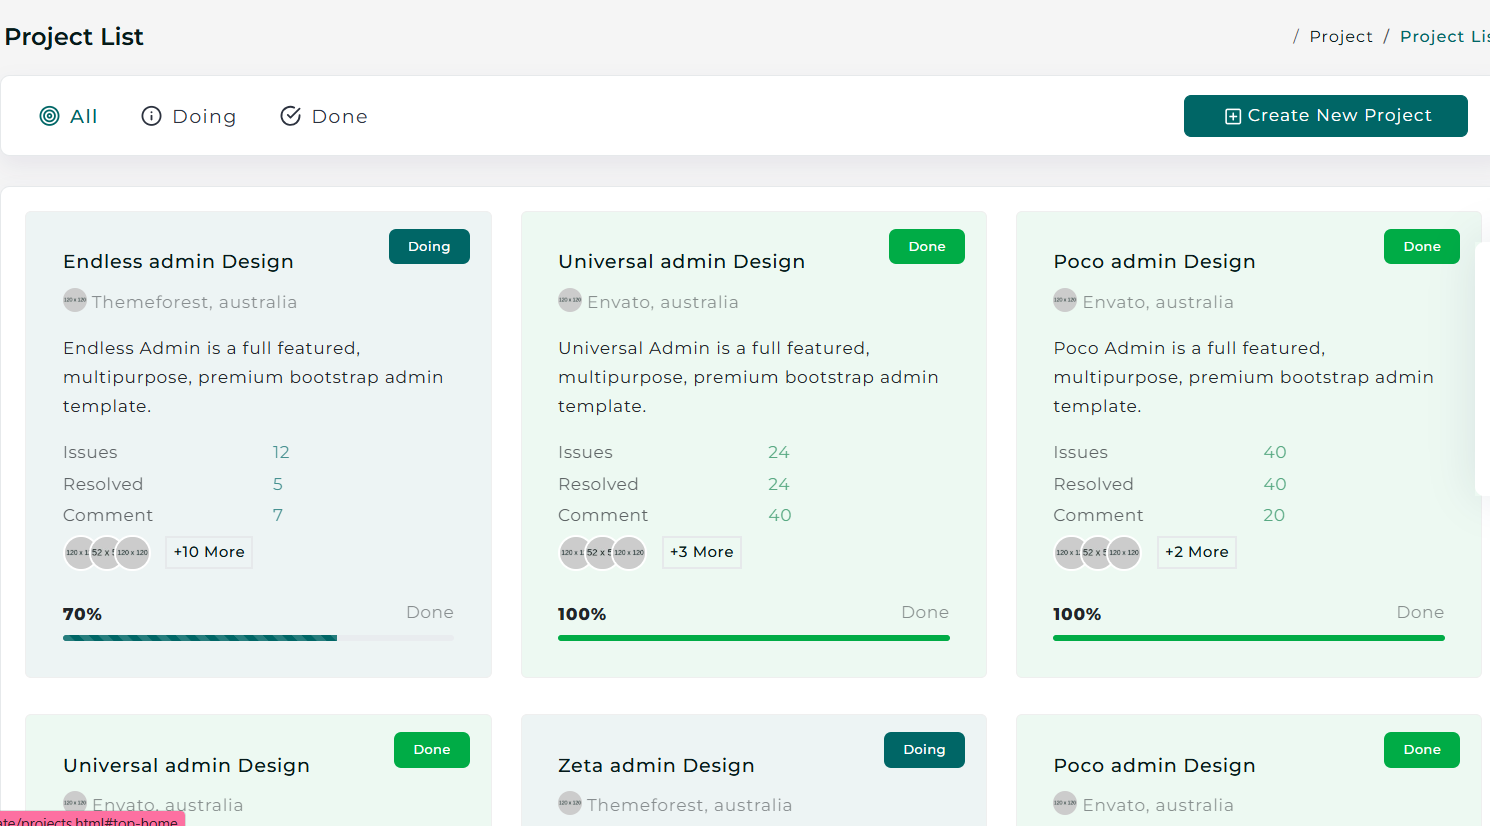 Project List
/ Project / Project Lis
All Doing Done
Create New Project
Doing
Endless admin Design
120 x 120 Themeforest, australia
Endless Admin is a full featured,
multipurpose, premium bootstrap admin
template.
Issues 12
Resolved 5
Comment 7
120 x 1 52 x 5 120 x 120 +10 More
70% Done
Done
Universal admin Design
120 x 120 Envato, australia
Universal Admin is a full featured,
multipurpose, premium bootstrap admin
template.
Issues 24
Resolved 24
Comment 40
120 x 1 52 x 5 120 x 120 +3 More
100% Done
Done
Poco admin Design
120 x 120 Envato, australia
Poco Admin is a full featured,
multipurpose, premium bootstrap admin
template.
Issues 40
Resolved 40
Comment 20
120 x 1 52 x 5 120 x 120 +2 More
100% Done
Done
Universal admin Design
120 x 120 Envato, australia
Doing
Zeta admin Design
120 x 120 Themeforest, australia
Done
Poco admin Design
120 x 120 Envato, australia
ate/projects.html#top-home